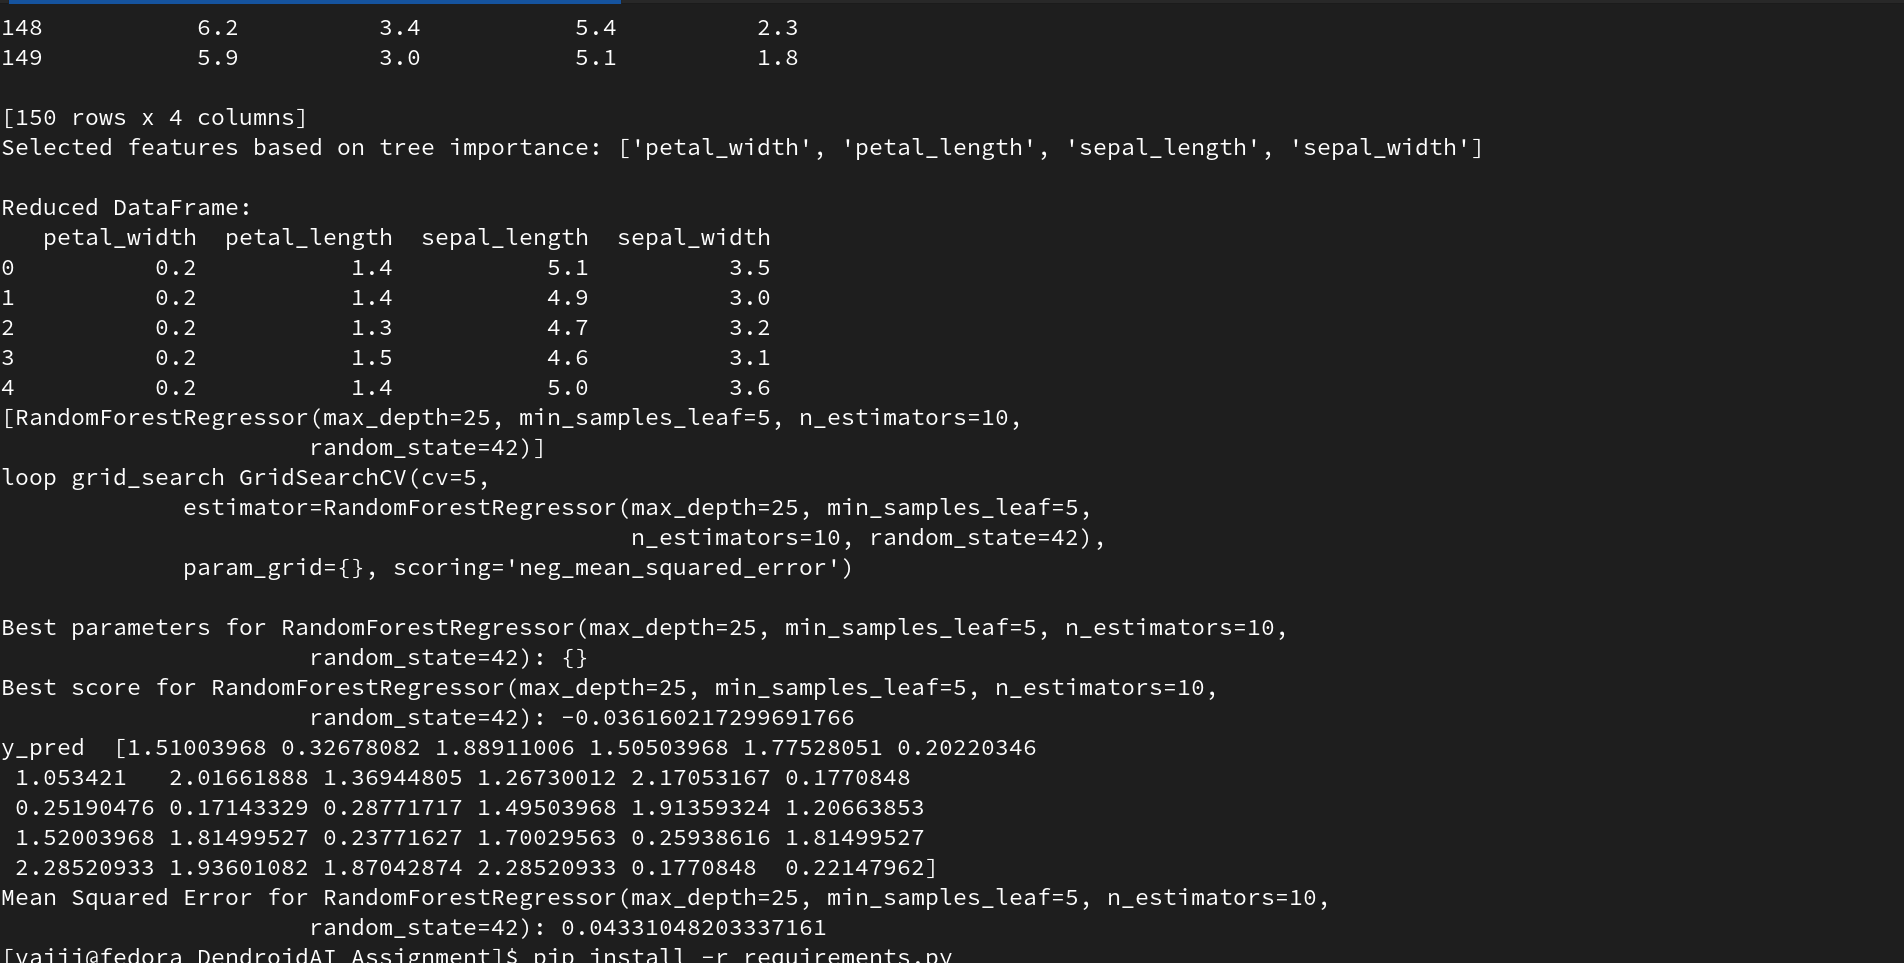 148           6.2          3.4           5.4          2.3
149           5.9          3.0           5.1          1.8
[150 rows x 4 columns]
Selected features based on tree importance: ['petal_width', 'petal_length', 'sepal_length', 'sepal_width']
Reduced DataFrame:
   petal_width  petal_length  sepal_length  sepal_width
0          0.2           1.4           5.1          3.5
1          0.2           1.4           4.9          3.0
2          0.2           1.3           4.7          3.2
3          0.2           1.5           4.6          3.1
4          0.2           1.4           5.0          3.6
[RandomForestRegressor(max_depth=25, min_samples_leaf=5, n_estimators=10,
                      random_state=42)]
loop grid_search GridSearchCV(cv=5,
             estimator=RandomForestRegressor(max_depth=25, min_samples_leaf=5,
                                             n_estimators=10, random_state=42),
             param_grid={}, scoring='neg_mean_squared_error')
Best parameters for RandomForestRegressor(max_depth=25, min_samples_leaf=5, n_estimators=10,
                      random_state=42): {}
Best score for RandomForestRegressor(max_depth=25, min_samples_leaf=5, n_estimators=10,
                      random_state=42): -0.036160217299691766
y_pred  [1.51003968 0.32678082 1.88911006 1.50503968 1.77528051 0.20220346
 1.053421   2.01661888 1.36944805 1.26730012 2.17053167 0.1770848
 0.25190476 0.17143329 0.28771717 1.49503968 1.91359324 1.20663853
 1.52003968 1.81499527 0.23771627 1.70029563 0.25938616 1.81499527
 2.28520933 1.93601082 1.87042874 2.28520933 0.1770848  0.22147962]
Mean Squared Error for RandomForestRegressor(max_depth=25, min_samples_leaf=5, n_estimators=10,
                      random_state=42): 0.04331048203337161
[vajji@fedora DendroidAI_Assignment]$ pip install -r requirements.py